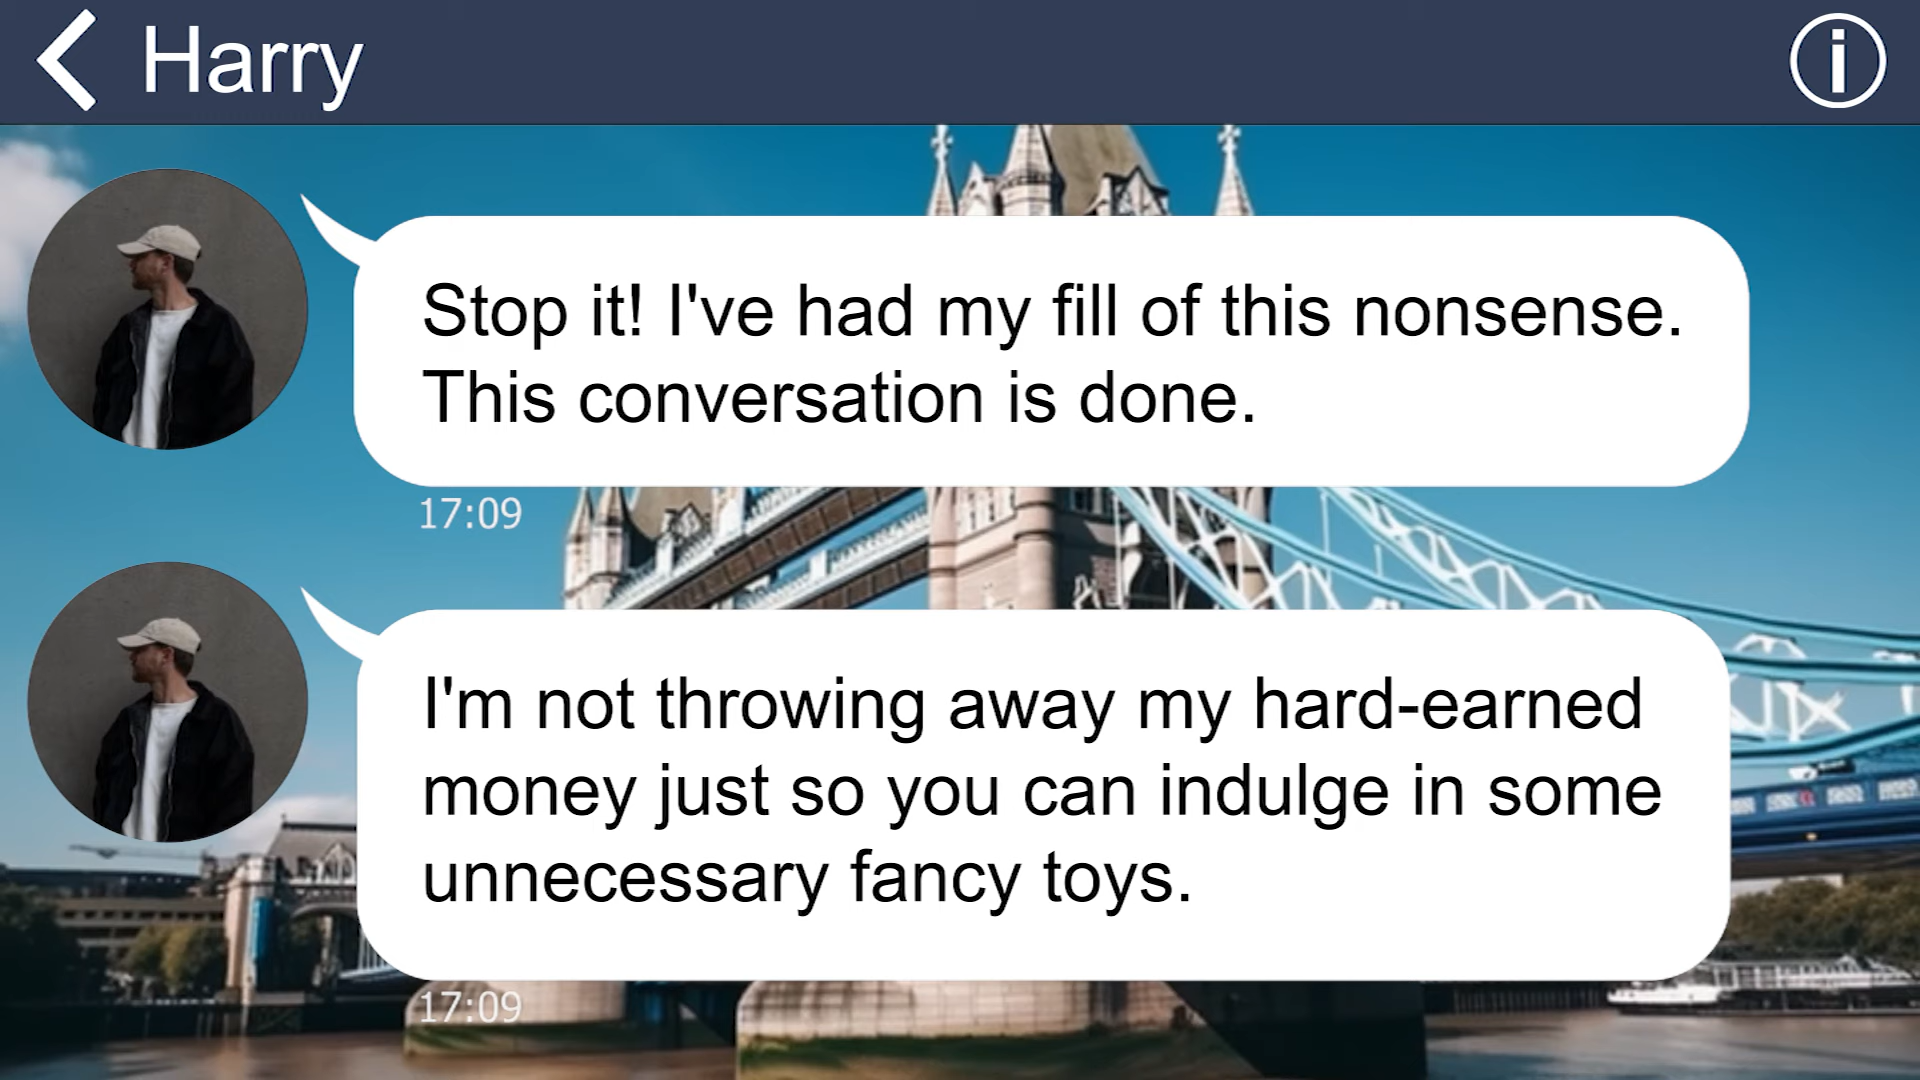 Harry
Stop it! I've had my fill of this nonsense.
This conversation is done.
17:09
I'm not throwing away my hard-earned
money just so you can indulge in some
unnecessary fancy toys.
17:09